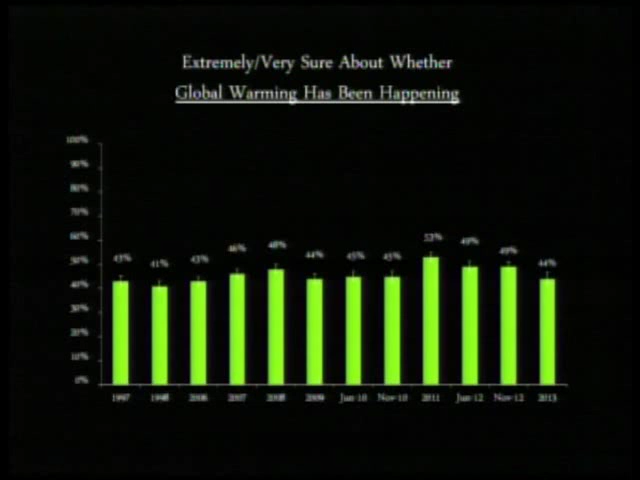 Extremely/Very Sure About Whether
Global Warming Has Been Happening
100%
90%
80%
70%
60%
50%
40%
30%
20%
10%
0%
43% 41% 43% 46% 48% 44% 45% 45% 53% 49% 49% 44%
1997 1998 2006 2007 2008 2009 Jun-10 Nov-10 2011 Jun-12 Nov-12 2013